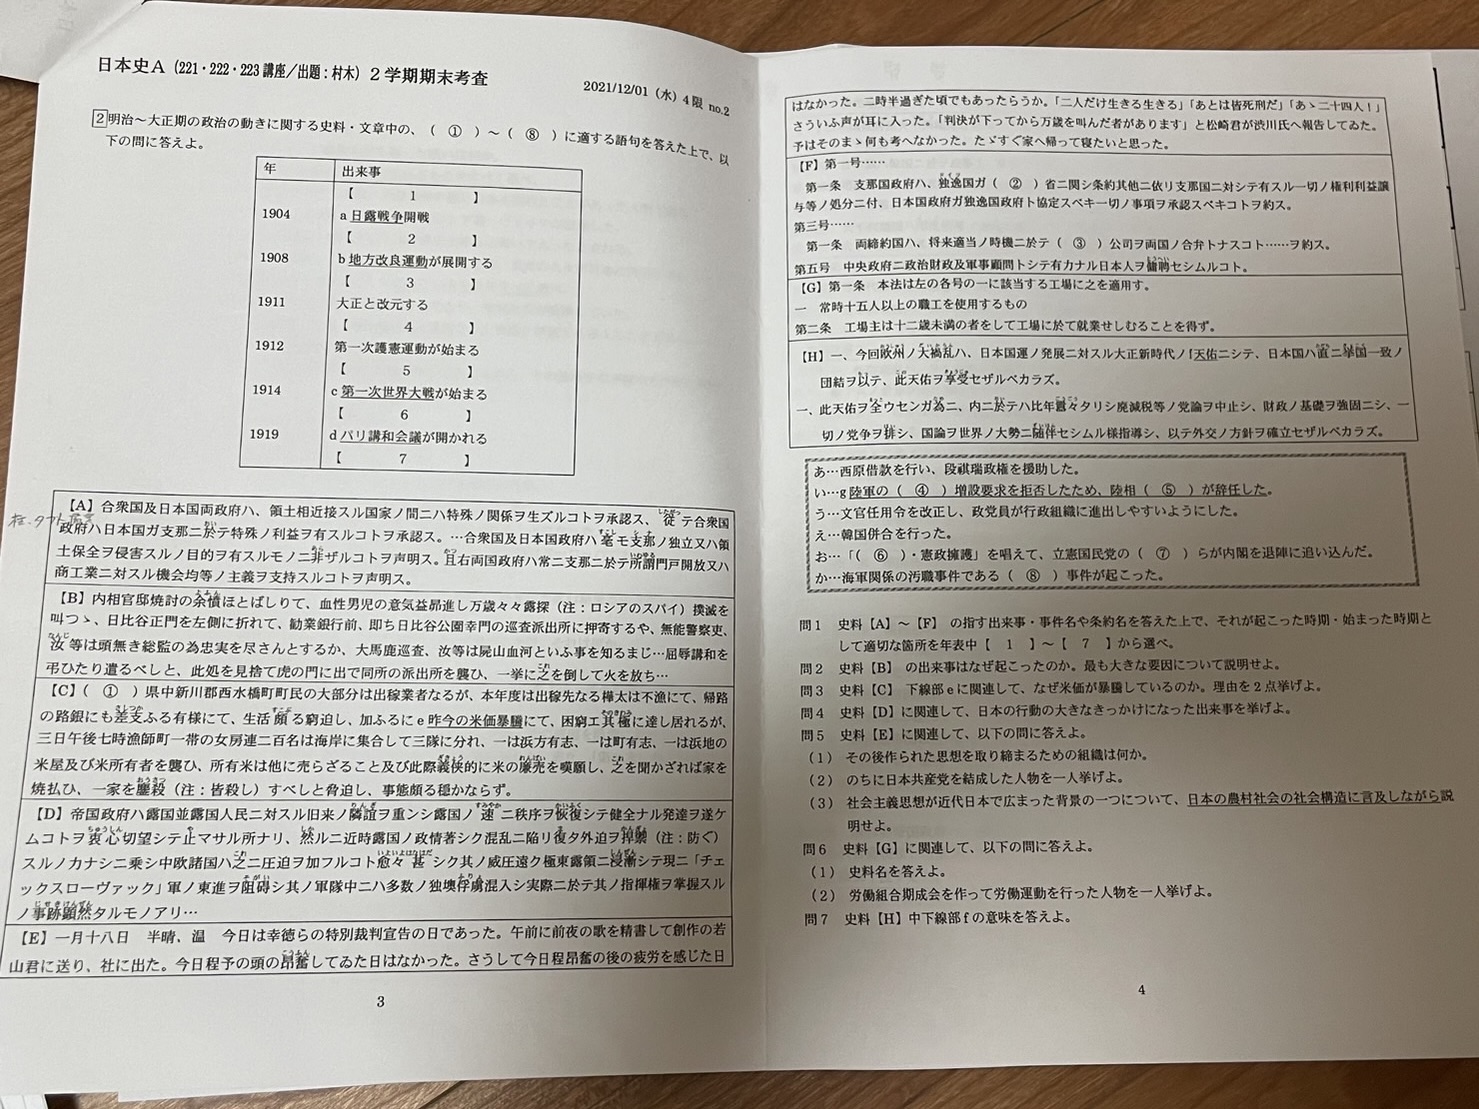 日本史A（221・222・223講座／出題：村木）２学期期末考査
2021/12/01（水）4限 no.2
2 明治～大正期の政治の動きに関する史料・文章中の、（ ① ）～（ ⑧ ）に適する語句を答えた上で、以
下の問に答えよ。
年 出来事
【 1 】
1904 a 日露戦争開戦
【 2 】
1908 b 地方改良運動が展開する
【 3 】
1911 大正と改元する
【 4 】
1912 第一次護憲運動が始まる
【 5 】
1914 c 第一次世界大戦が始まる
【 6 】
1919 d パリ講和会議が開かれる
【 7 】
【A】合衆国及日本国両政府ハ、領土相近接スル国家ノ間ニハ特殊ノ関係ヲ生ズルコトヲ承認ス、従テ合衆国
政府ハ日本国ガ支那ニ於テ特殊ノ利益ヲ有スルコトヲ承認ス。…合衆国及日本国政府ハ毫モ支那ノ独立又ハ領
土保全ヲ侵害スルノ目的ヲ有スルモノニ非ザルコトヲ声明ス。且右両国政府ハ常ニ支那ニ於テ所謂門戸開放又ハ
商工業ニ対スル機会均等ノ主義ヲ支持スルコトヲ声明ス。
【B】内相官邸焼討の余憤ほとばしりて、血性男児の意気益昂進し万歳々々露探（注：ロシアのスパイ）撲滅を
叫つゝ、日比谷正門を左側に折れて、勧業銀行前、即ち日比谷公園幸門の巡査派出所に押寄するや、無能警察吏、
汝等は頭無き総監の為忠実を尽さんとするか、大馬鹿巡査、汝等は屍山血河といふ事を知るまじ…屈辱講和を
弔ひたり遣るべしと、此処を見捨て虎の門に出で同所の派出所を襲ひ、一挙に之を倒して火を放ち…
【C】（ ① ）県中新川郡西水橋町町民の大部分は出稼業者なるが、本年度は出稼先なる樺太は不漁にて、帰路
の路銀にも差支ふる有様にて、生活頗る窮迫し、加ふるに e 昨今の米価暴騰にて、困窮エ其極に達し居れるが、
三日午後七時漁師町一帯の女房連二百名は海岸に集合して三隊に分れ、一は浜方有志、一は町有志、一は浜地の
米屋及び米所有者を襲ひ、所有米は他に売らざること及び此際義侠的に米の廉売を嘆願し、之を聞かざれば家を
焼払ひ、一家を鏖殺（注：皆殺し）すべしと脅迫し、事態頗る穏かならず。
【D】帝国政府ハ露国並露国人民ニ対スル旧来ノ隣誼ヲ重ンシ露国ノ速ニ秩序ヲ恢復シテ健全ナル発達ヲ遂ケ
ムコトヲ衷心切望シテ止マサル所ナリ、然ルニ近時露国ノ政情著シク混乱ニ陥リ復タ外迫ヲ捍禦（注：防ぐ）
スルノカナシニ乗シ中欧諸国ハ之ニ圧迫ヲ加フルコト愈々甚シク其ノ威圧遠ク極東露領ニ浸漸シテ現ニ「チェ
ックスローヴァック」軍ノ東進ヲ阻碍シ其ノ軍隊中ニハ多数ノ独墺俘虜混入シ実際ニ於テ其ノ指揮権ヲ掌握スル
ノ事跡顕然タルモノアリ…
【E】一月十八日　半晴、温　今日は幸徳らの特別裁判宣告の日であった。午前に前夜の歌を精書して創作の若
山君に送り、社に出た。今日程予の頭の昂奮してゐた日はなかった。さうして今日程昂奮の後の疲労を感じた日
3
はなかった。二時半過ぎた頃でもあったらうか。「二人だけ生きる生きる」「あとは皆死刑だ」「あゝ二十四人！」
さういふ声が耳に入った。「判決が下ってから万歳を叫んだ者があります」と松崎君が渋川氏へ報告してゐた。
予はそのまゝ何も考へなかった。たゞすぐ家へ帰って寝たいと思った。
【F】第一号……
第一条　支那国政府ハ、独逸国ガ（ ② ）省ニ関シ条約其他ニ依リ支那国ニ対シテ有スル一切ノ権利利益譲
与等ノ処分ニ付、日本国政府ガ独逸国政府ト協定スベキ一切ノ事項ヲ承認スベキコトヲ約ス。
第三号……
第一条　両締約国ハ、将来適当ノ時機ニ於テ（ ③ ）公司ヲ両国ノ合弁トナスコト……ヲ約ス。
第五号　中央政府ニ政治財政及軍事顧問トシテ有力ナル日本人ヲ傭聘セシムルコト。
【G】第一条　本法は左の各号の一に該当する工場に之を適用す。
一　常時十五人以上の職工を使用するもの
第二条　工場主は十二歳未満の者をして工場に於て就業せしむることを得ず。
【H】一、今回欧州ノ大禍乱ハ、日本国運ノ発展ニ対スル大正新時代ノ f 天佑ニシテ、日本国ハ直ニ挙国一致ノ
団結ヲ以テ、此天佑ヲ享受セザルベカラズ。
一、此天佑ヲ全ウセンガ為ニ、内ニ於テハ比年囂々タリシ廃減税等ノ党論ヲ中止シ、財政ノ基礎ヲ強固ニシ、一
切ノ党争ヲ排シ、国論ヲ世界ノ大勢ニ随伴セシムル様指導シ、以テ外交ノ方針ヲ確立セザルベカラズ。
あ…西原借款を行い、段祺瑞政権を援助した。
い…g 陸軍の（ ④ ）増設要求を拒否したため、陸相（ ⑤ ）が辞任した。
う…文官任用令を改正し、政党員が行政組織に進出しやすいようにした。
え…韓国併合を行った。
お…「（ ⑥ ）・憲政擁護」を唱えて、立憲国民党の（ ⑦ ）らが内閣を退陣に追い込んだ。
か…海軍関係の汚職事件である（ ⑧ ）事件が起こった。
問１　史料【A】～【F】の指す出来事・事件名や条約名を答えた上で、それが起こった時期・始まった時期と
して適切な箇所を年表中【 1 】～【 7 】から選べ。
問２　史料【B】の出来事はなぜ起こったのか。最も大きな要因について説明せよ。
問３　史料【C】下線部 e に関連して、なぜ米価が暴騰しているのか。理由を２点挙げよ。
問４　史料【D】に関連して、日本の行動の大きなきっかけになった出来事を挙げよ。
問５　史料【E】に関連して、以下の問に答えよ。
（1）その後作られた思想を取り締まるための組織は何か。
（2）のちに日本共産党を結成した人物を一人挙げよ。
（3）社会主義思想が近代日本で広まった背景の一つについて、日本の農村社会の社会構造に言及しながら説
明せよ。
問６　史料【G】に関連して、以下の問に答えよ。
（1）史料名を答えよ。
（2）労働組合期成会を作って労働運動を行った人物を一人挙げよ。
問７　史料【H】中下線部 f の意味を答えよ。
4